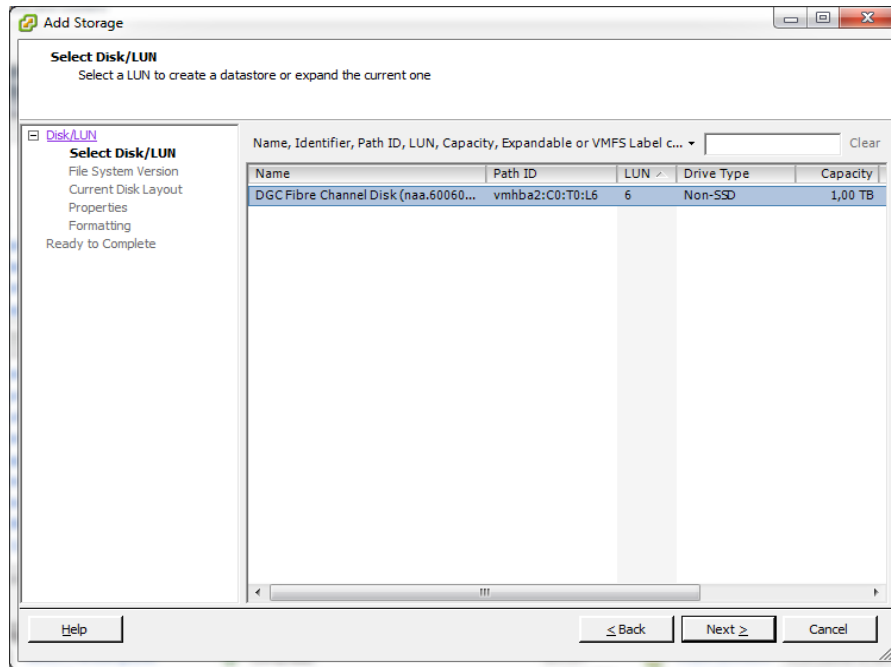 Add Storage
Select Disk/LUN
Select a LUN to create a datastore or expand the current one
Disk/LUN
Select Disk/LUN
File System Version
Current Disk Layout
Properties
Formatting
Ready to Complete
Name, Identifier, Path ID, LUN, Capacity, Expandable or VMFS Label c... Clear
Name Path ID LUN Drive Type Capacity
DGC Fibre Channel Disk (naa.60060... vmhba2:C0:T0:L6 6 Non-SSD 1,00 TB
Help < Back Next > Cancel